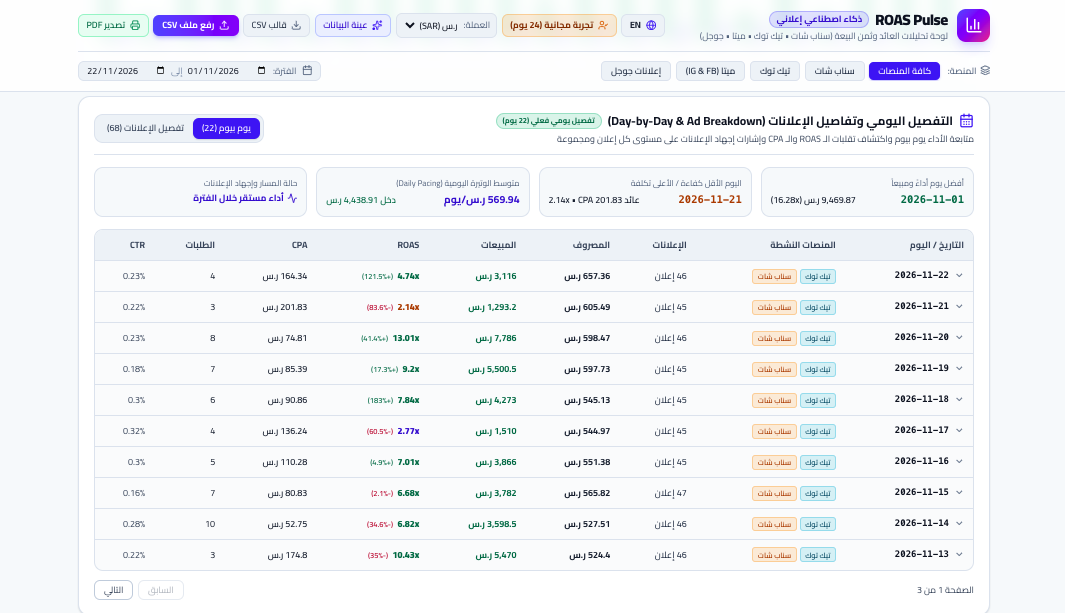 ROAS Pulse ذكاء اصطناعي إعلاني
لوحة تحليلات العائد وثمن البيعة (سناب شات • تيك توك • ميتا • جوجل)
EN
تجربة مجانية (24 يوم)
العملة: ر.س (SAR)
عينة البيانات
قالب CSV
رفع ملف CSV
تصدير PDF
المنصة: كافة المنصات سناب شات تيك توك ميتا (IG & FB) إعلانات جوجل
الفترة: 01/11/2026 إلى 22/11/2026
التفصيل اليومي وتفاصيل الإعلانات (Day-by-Day & Ad Breakdown) تفصيل يومي فعلي (22 يوم)
متابعة الأداء يوم بيوم واكتشاف تقلبات الـ ROAS والـ CPA وإشارات إجهاد الإعلانات على مستوى كل إعلان ومجموعة
يوم بيوم (22) تفصيل الإعلانات (68)
أفضل يوم أداءً ومبيعاً
2026-11-01 9,469.87 ر.س (16.28x)
اليوم الأقل كفاءة / الأعلى تكلفة
2026-11-21 عائد 2.14x • CPA 201.83
متوسط الوتيرة اليومية (Daily Pacing)
569.94 ر.س/يوم دخل 4,438.91 ر.س
حالة المسار وإجهاد الإعلانات
أداء مستقر خلال الفترة
التاريخ / اليوم المنصات النشطة الإعلانات المصروف المبيعات ROAS CPA الطلبات CTR
2026-11-22 تيك توك سناب شات 46 إعلان 657.36 ر.س 3,116 ر.س 4.74x (+121.5%) 164.34 ر.س 4 0.23%
2026-11-21 تيك توك سناب شات 45 إعلان 605.49 ر.س 1,293.2 ر.س 2.14x (-83.6%) 201.83 ر.س 3 0.22%
2026-11-20 تيك توك سناب شات 46 إعلان 598.47 ر.س 7,786 ر.س 13.01x (+41.4%) 74.81 ر.س 8 0.23%
2026-11-19 تيك توك سناب شات 45 إعلان 597.73 ر.س 5,500.5 ر.س 9.2x (+17.3%) 85.39 ر.س 7 0.18%
2026-11-18 تيك توك سناب شات 45 إعلان 545.13 ر.س 4,273 ر.س 7.84x (+183%) 90.86 ر.س 6 0.3%
2026-11-17 تيك توك سناب شات 45 إعلان 544.97 ر.س 1,510 ر.س 2.77x (-60.5%) 136.24 ر.س 4 0.32%
2026-11-16 تيك توك سناب شات 45 إعلان 551.38 ر.س 3,866 ر.س 7.01x (+4.9%) 110.28 ر.س 5 0.3%
2026-11-15 تيك توك سناب شات 47 إعلان 565.82 ر.س 3,782 ر.س 6.68x (-2.1%) 80.83 ر.س 7 0.16%
2026-11-14 تيك توك سناب شات 46 إعلان 527.51 ر.س 3,598.5 ر.س 6.82x (-34.6%) 52.75 ر.س 10 0.28%
2026-11-13 تيك توك سناب شات 46 إعلان 524.4 ر.س 5,470 ر.س 10.43x (-35%) 174.8 ر.س 3 0.22%
الصفحة 1 من 3
السابق التالي